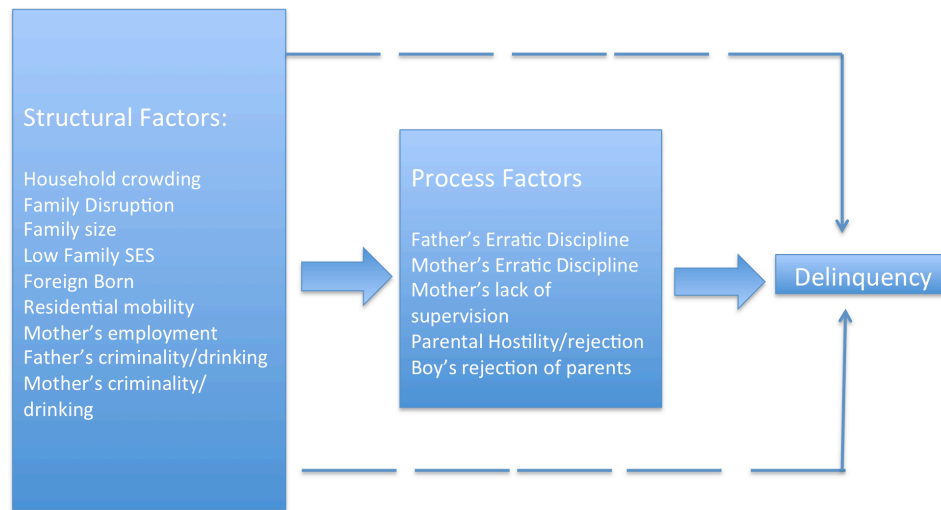 Structural Factors:
Household crowding
Family Disruption
Family size
Low Family SES
Foreign Born
Residential mobility
Mother's employment
Father's criminality/drinking
Mother's criminality/
drinking
Process Factors
Father's Erratic Discipline
Mother's Erratic Discipline
Mother's lack of
supervision
Parental Hostility/rejection
Boy's rejection of parents
Delinquency